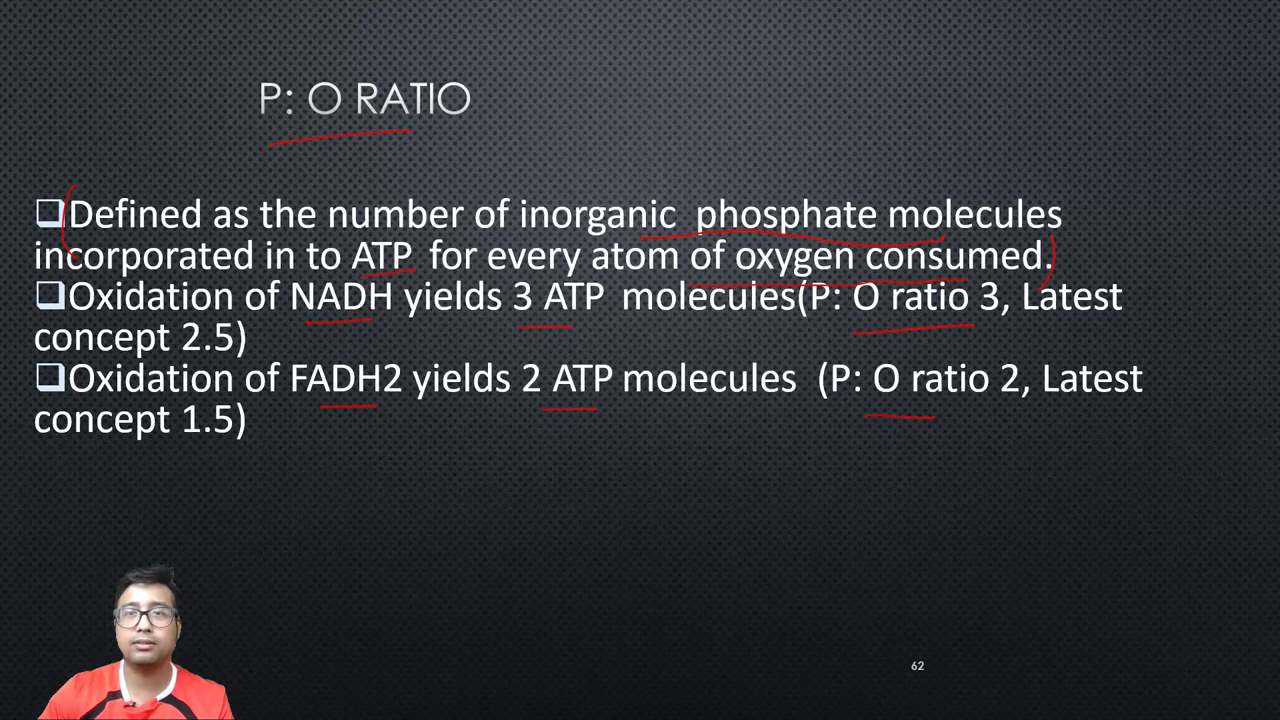 P: O RATIO
❑Defined as the number of inorganic phosphate molecules
incorporated in to ATP for every atom of oxygen consumed.
❑Oxidation of NADH yields 3 ATP molecules(P: O ratio 3, Latest
concept 2.5)
❑Oxidation of FADH2 yields 2 ATP molecules (P: O ratio 2, Latest
concept 1.5)
62